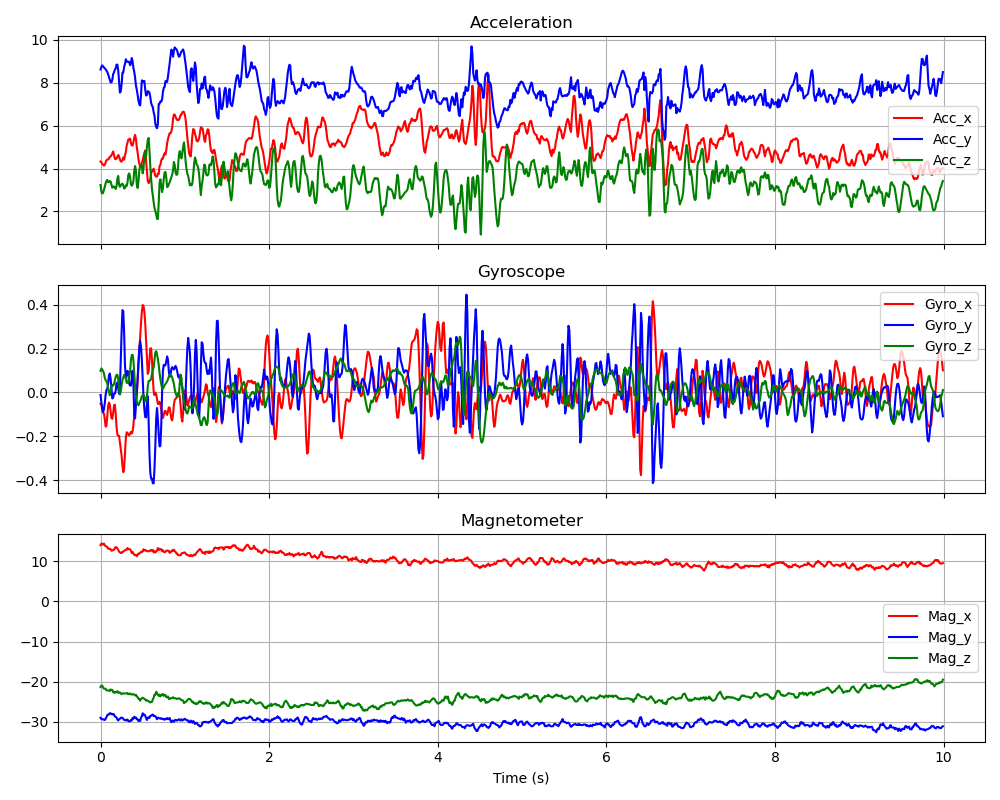 Acceleration
10
8
6
4
2
Acc_x
Acc_y
Acc_z
Gyroscope
0.4
0.2
0.0
−0.2
−0.4
Gyro_x
Gyro_y
Gyro_z
Magnetometer
10
0
−10
−20
−30
Mag_x
Mag_y
Mag_z
0 2 4 6 8 10
Time (s)